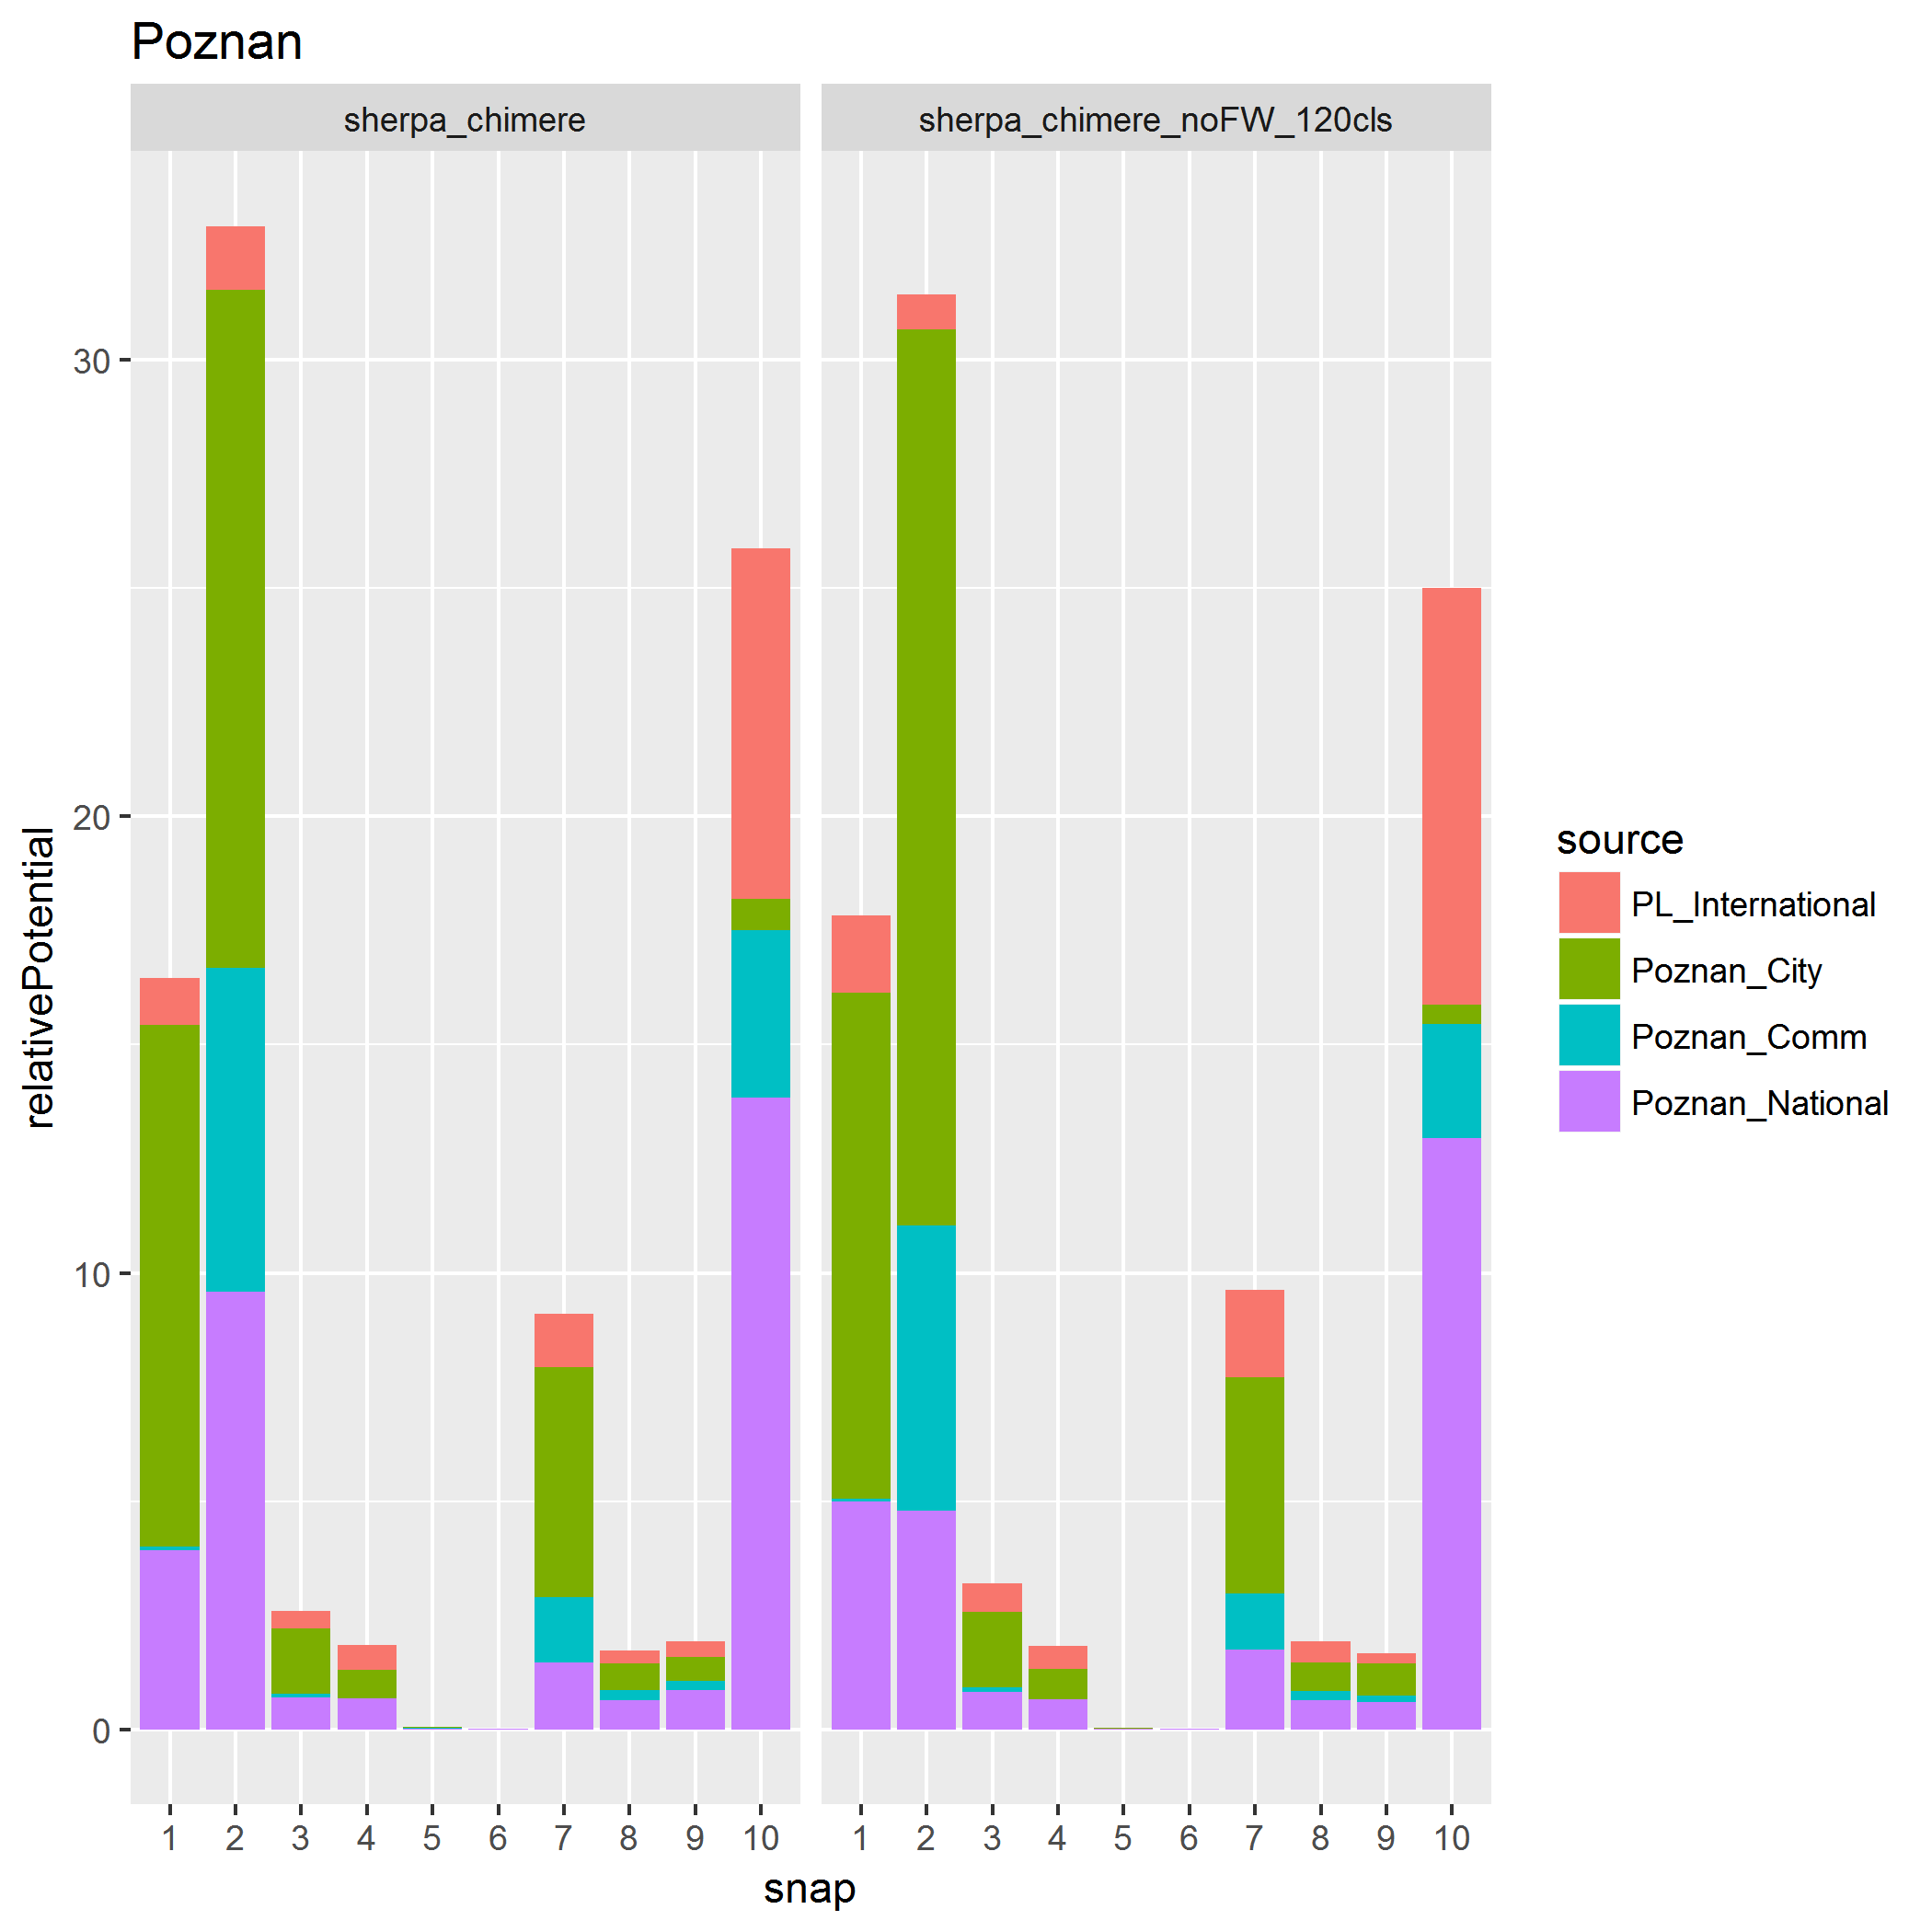 Poznan
sherpa_chimere
sherpa_chimere_noFW_120cls
relativePotential
30
20
10
0
1 2 3 4 5 6 7 8 9 10
1 2 3 4 5 6 7 8 9 10
snap
source
PL_International
Poznan_City
Poznan_Comm
Poznan_National